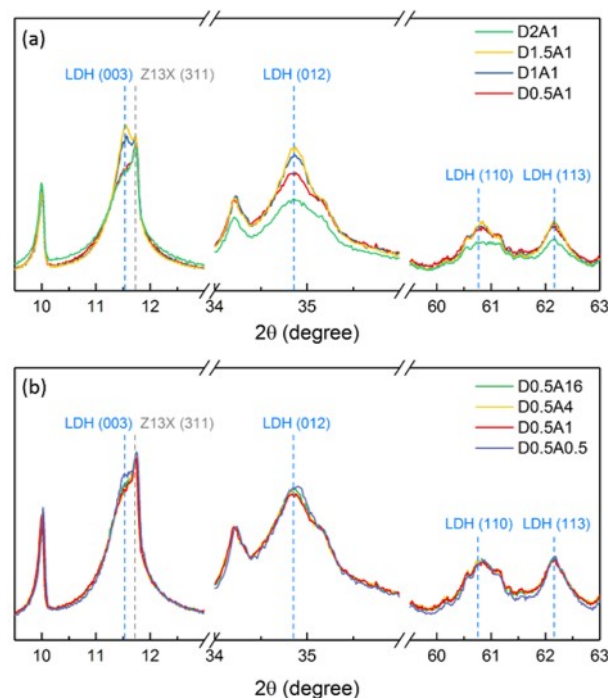 (a)
D2A1
D1.5A1
D1A1
D0.5A1
LDH (003) Z13X (311) LDH (012)
LDH (110) LDH (113)
10 11 12 34 35 60 61 62 63
2θ (degree)
(b)
D0.5A16
D0.5A4
D0.5A1
D0.5A0.5
LDH (003) Z13X (311) LDH (012)
LDH (110) LDH (113)
10 11 12 34 35 60 61 62 63
2θ (degree)